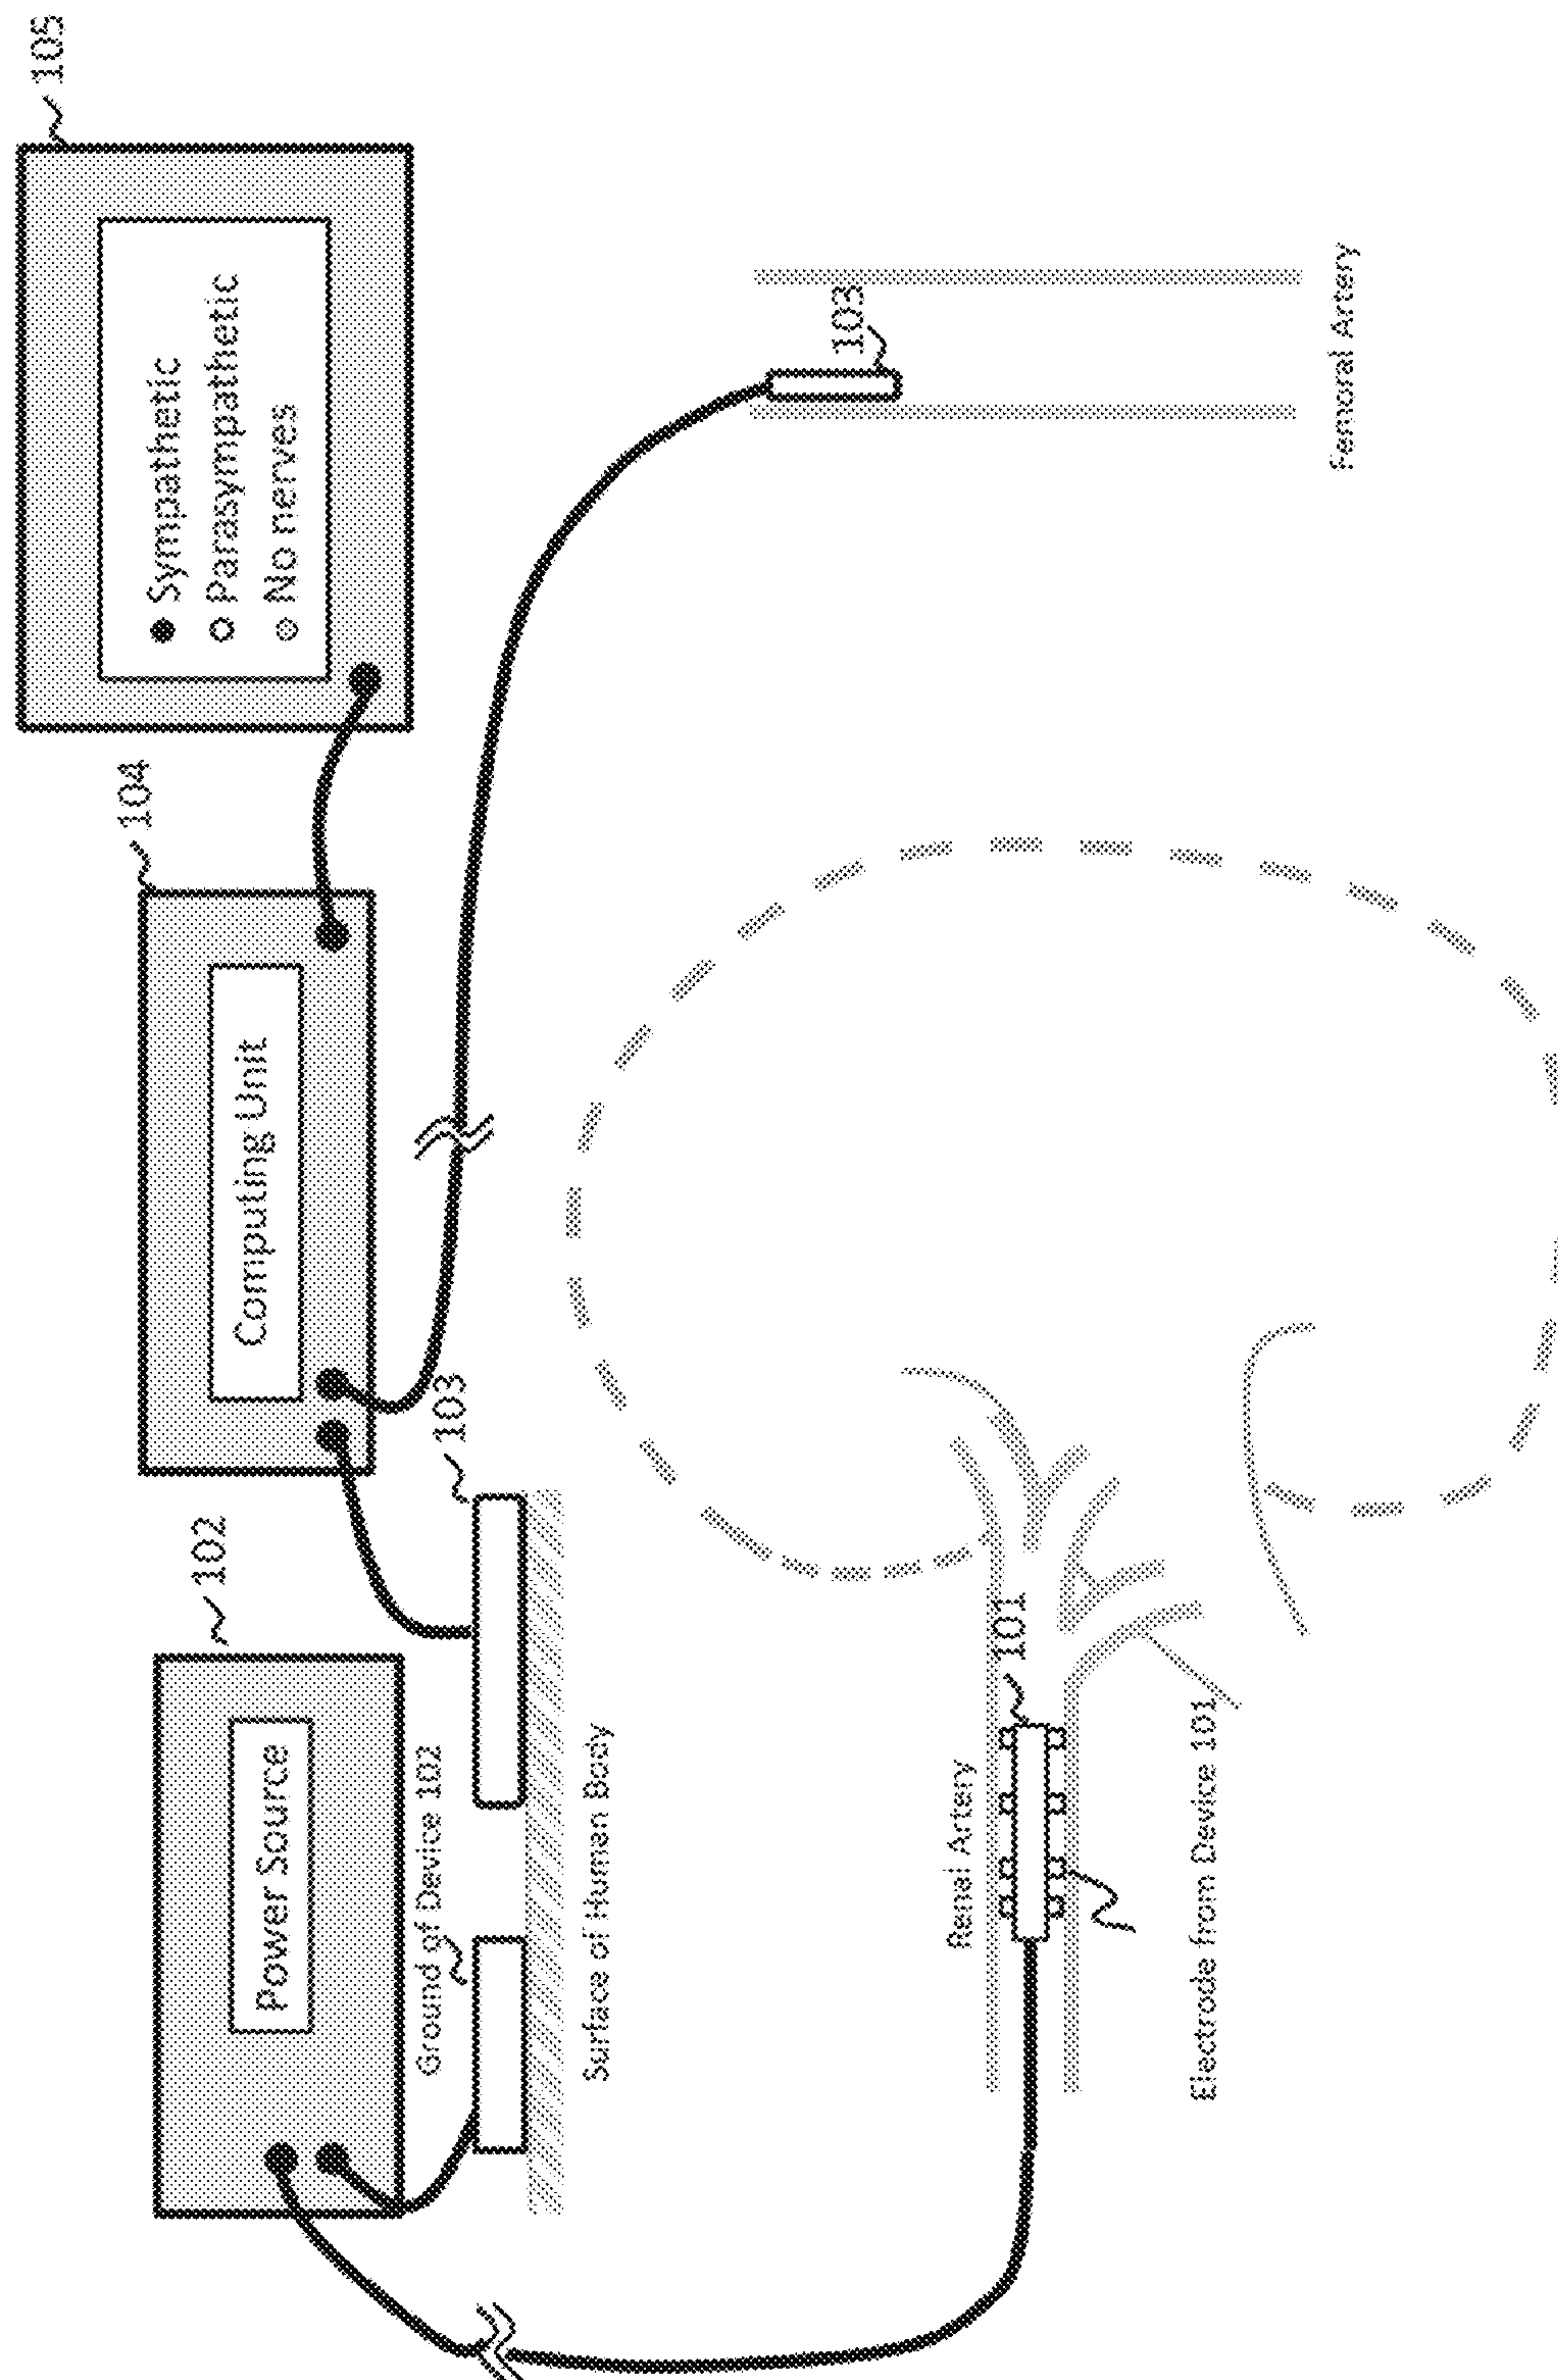 102
Power Source
104
Computing Unit
105
Sympathetic
Parasympathetic
No nerves
Ground of Device 102
103
Surface of Human Body
103
Renal Artery
101
Electrode from Device 101
Femoral Artery